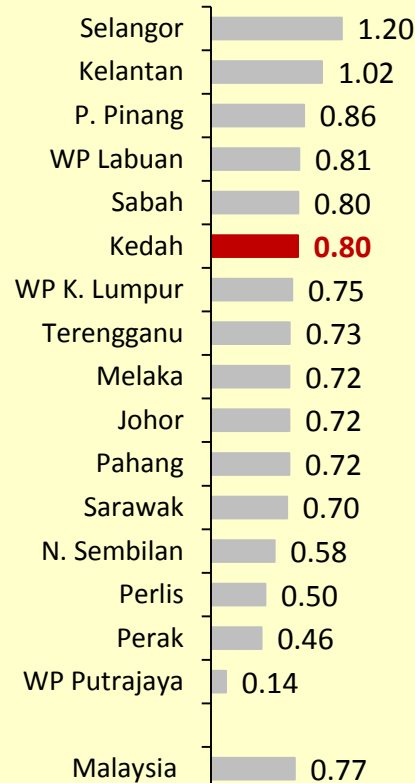 Selangor 1.20
Kelantan 1.02
P. Pinang 0.86
WP Labuan 0.81
Sabah 0.80
Kedah 0.80
WP K. Lumpur 0.75
Terengganu 0.73
Melaka 0.72
Johor 0.72
Pahang 0.72
Sarawak 0.70
N. Sembilan 0.58
Perlis 0.50
Perak 0.46
WP Putrajaya 0.14
Malaysia 0.77